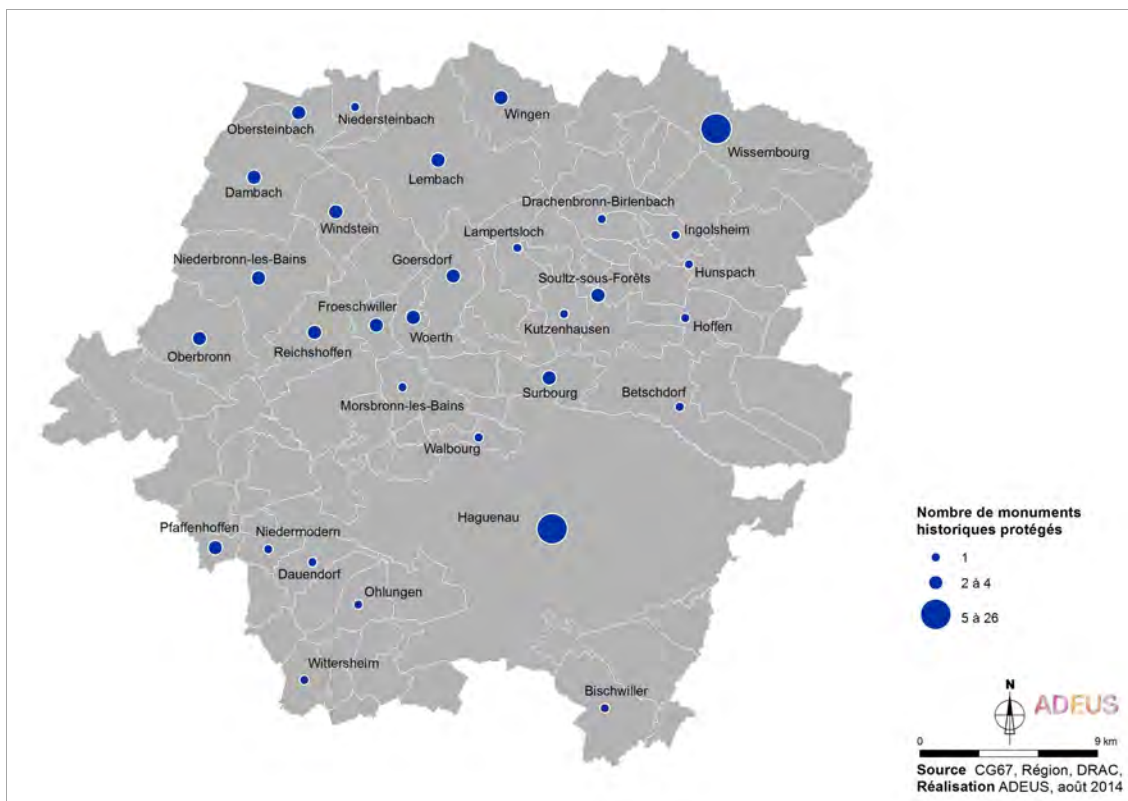 Obersteinbach
Niedersteinbach
Wingen
Wissembourg
Lembach
Dambach
Drachenbronn-Birlenbach
Windstein
Lampertsloch
Ingolsheim
Niederbronn-les-Bains
Goersdorf
Hunspach
Soultz-sous-Forêts
Froeschwiller
Oberbronn
Reichshoffen
Woerth
Kutzenhausen
Hoffen
Surbourg
Betschdorf
Morsbronn-les-Bains
Walbourg
Haguenau
Pfaffenhoffen
Niedermodern
Dauendorf
Ohlungen
Wittersheim
Bischwiller
Nombre de monuments
historiques protégés
1
2 à 4
5 à 26
N
ADEUS
0 9 km
Source CG67, Région, DRAC,
Réalisation ADEUS, août 2014